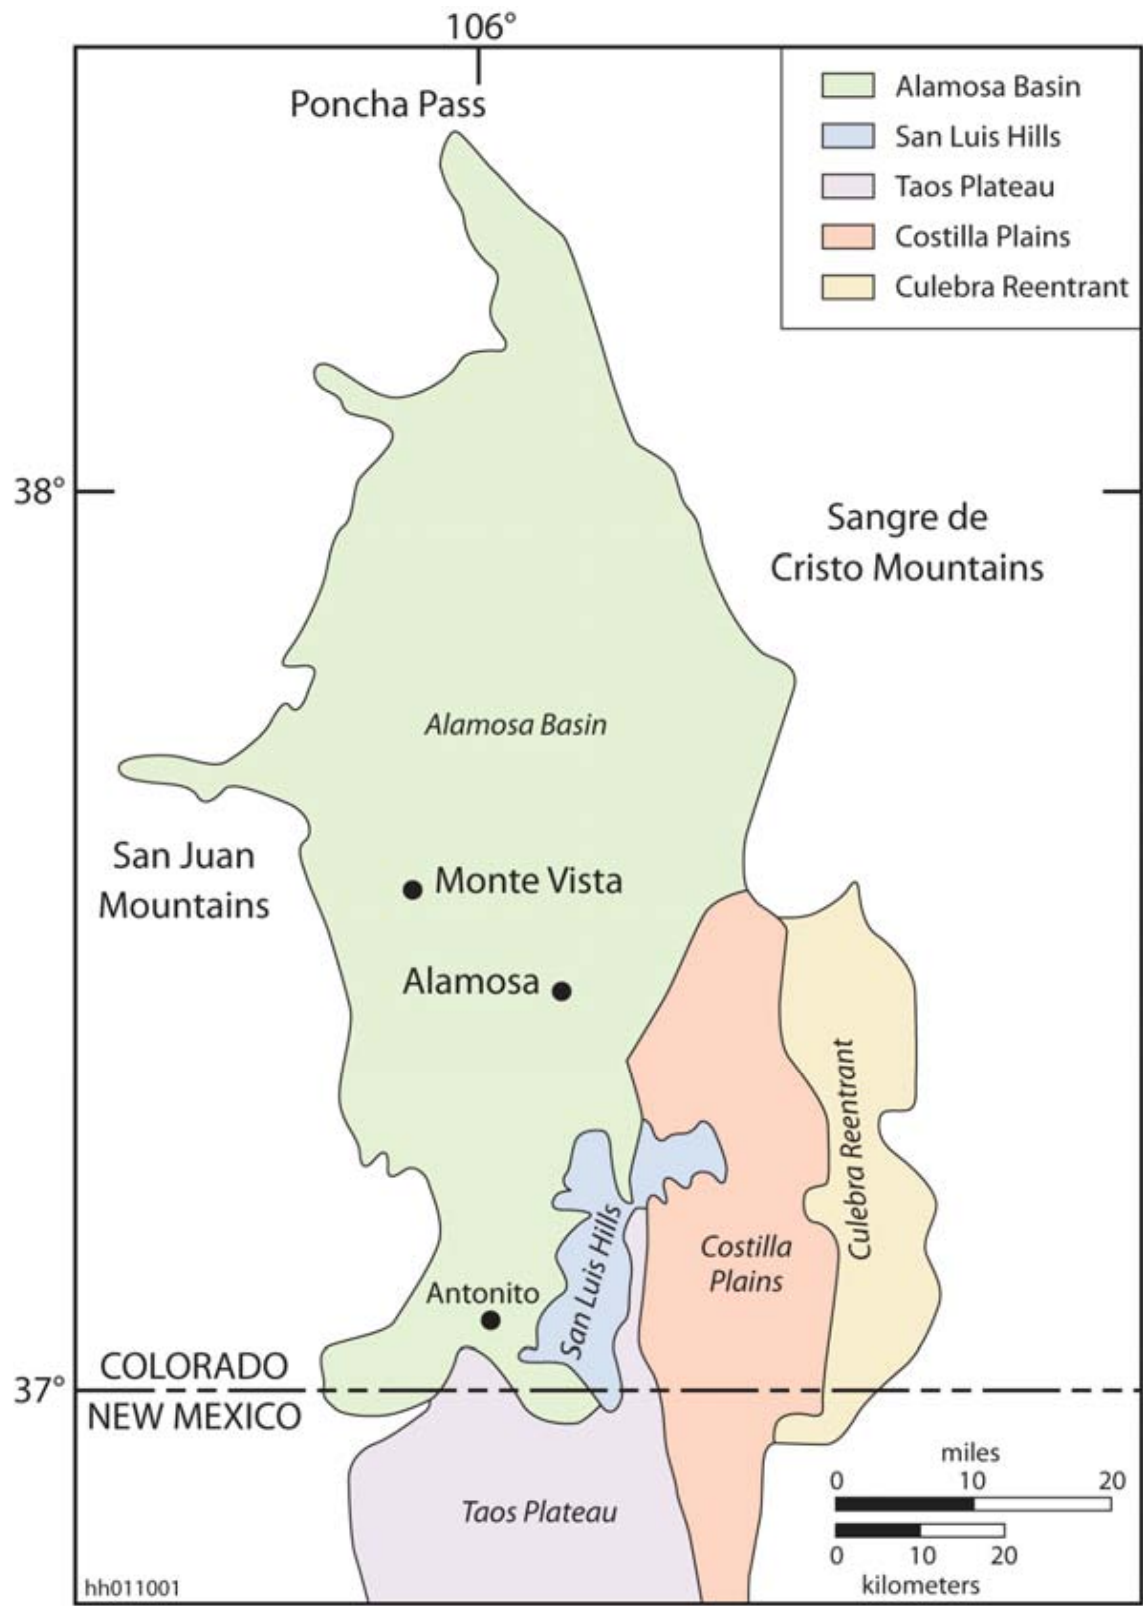 106°
Poncha Pass
Alamosa Basin
San Luis Hills
Taos Plateau
Costilla Plains
Culebra Reentrant
38°
Sangre de
Cristo Mountains
Alamosa Basin
San Juan
Mountains
Monte Vista
Alamosa
Culebra Reentrant
San Luis Hills
Costilla
Plains
Antonito
COLORADO
37°
NEW MEXICO
miles
0 10 20
0 10 20
kilometers
Taos Plateau
hh011001